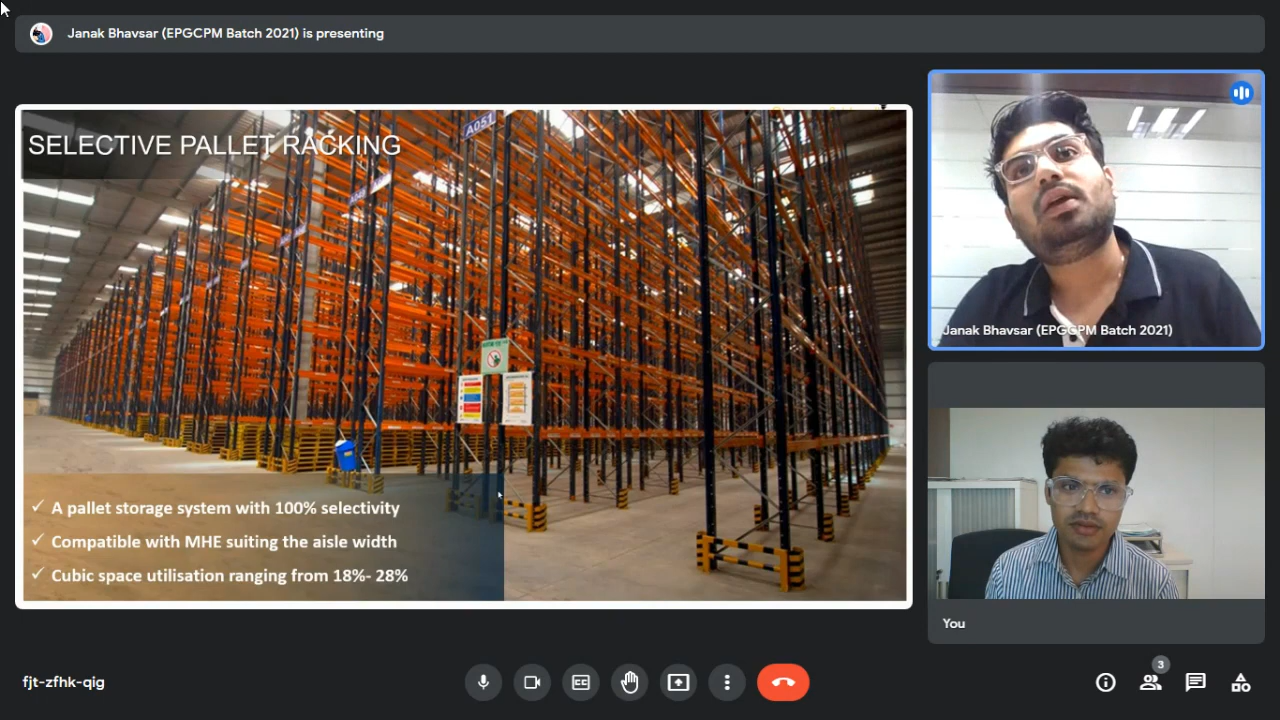 Janak Bhavsar (EPGCPM Batch 2021) is presenting
SELECTIVE PALLET RACKING
A051
✓ A pallet storage system with 100% selectivity
✓ Compatible with MHE suiting the aisle width
✓ Cubic space utilisation ranging from 18%- 28%
Janak Bhavsar (EPGCPM Batch 2021)
You
fjt-zfhk-qig
CC
3